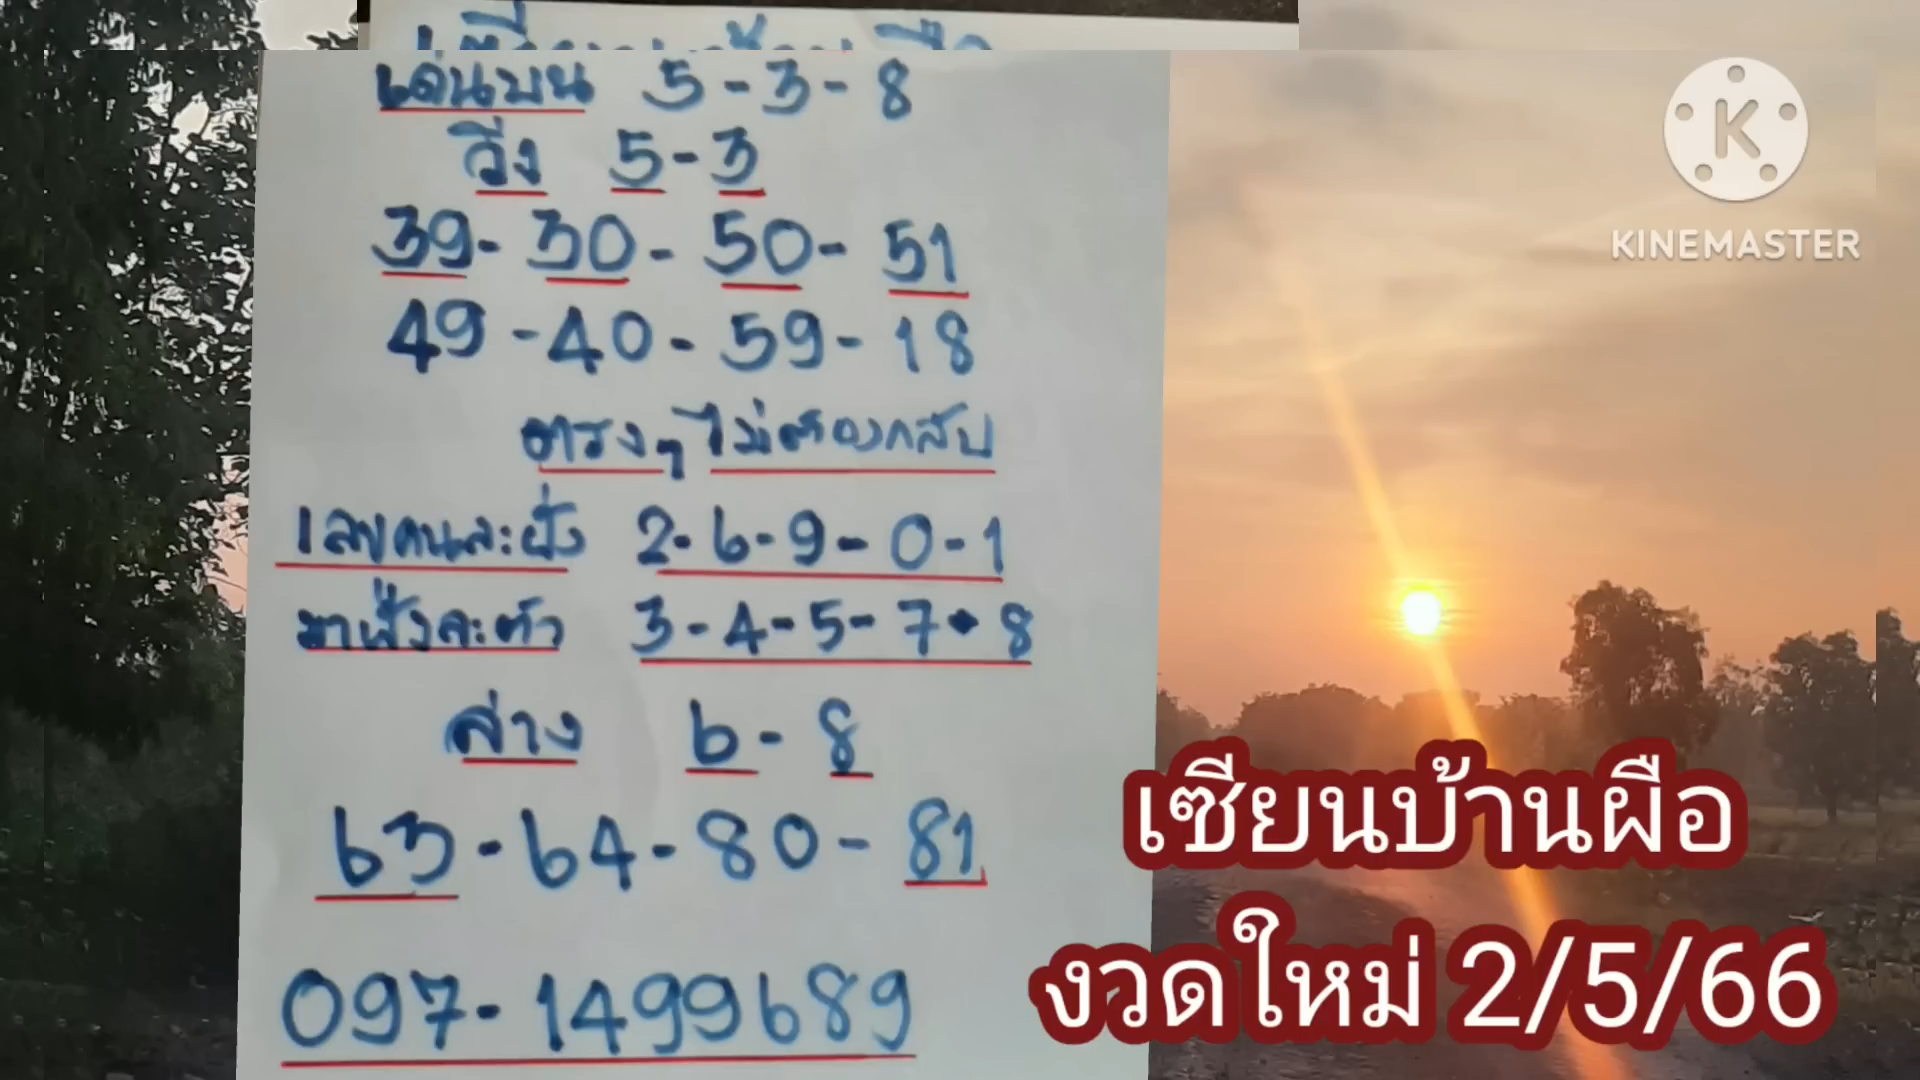 เด่นบน 5-3-8
วิ่ง 5-3
39-30-50-51
49-40-59-18
ตรงๆ ไม่ต้องกลับ
เลขคนละฝั่ง 2-6-9-0-1
มาฝั่งละตัว 3-4-5-7-8
ล่าง 6-8
63-64-80-81
097-1499689
KINEMASTER
เซียนบ้านผือ
งวดใหม่ 2/5/66